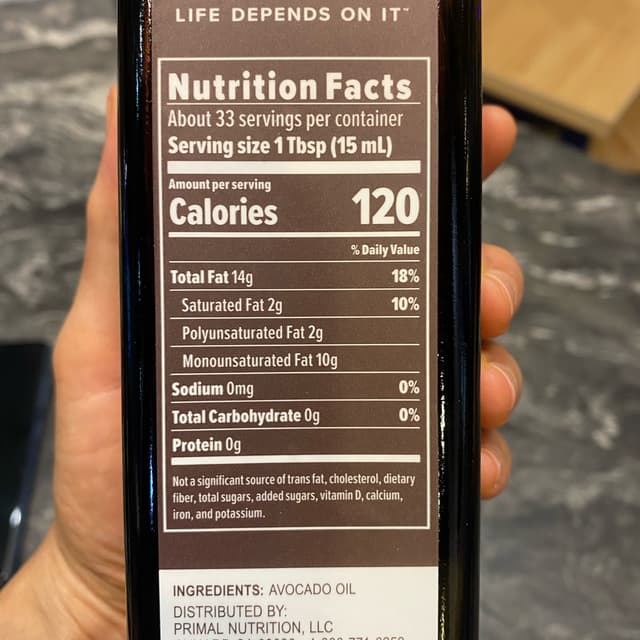 LIFE DEPENDS ON IT™
Nutrition Facts
About 33 servings per container
Serving size 1 Tbsp (15 mL)
Amount per serving
Calories 120
% Daily Value
Total Fat 14g 18%
Saturated Fat 2g 10%
Polyunsaturated Fat 2g
Monounsaturated Fat 10g
Sodium 0mg 0%
Total Carbohydrate 0g 0%
Protein 0g
Not a significant source of trans fat, cholesterol, dietary
fiber, total sugars, added sugars, vitamin D, calcium,
iron, and potassium.
INGREDIENTS: AVOCADO OIL
DISTRIBUTED BY:
PRIMAL NUTRITION, LLC